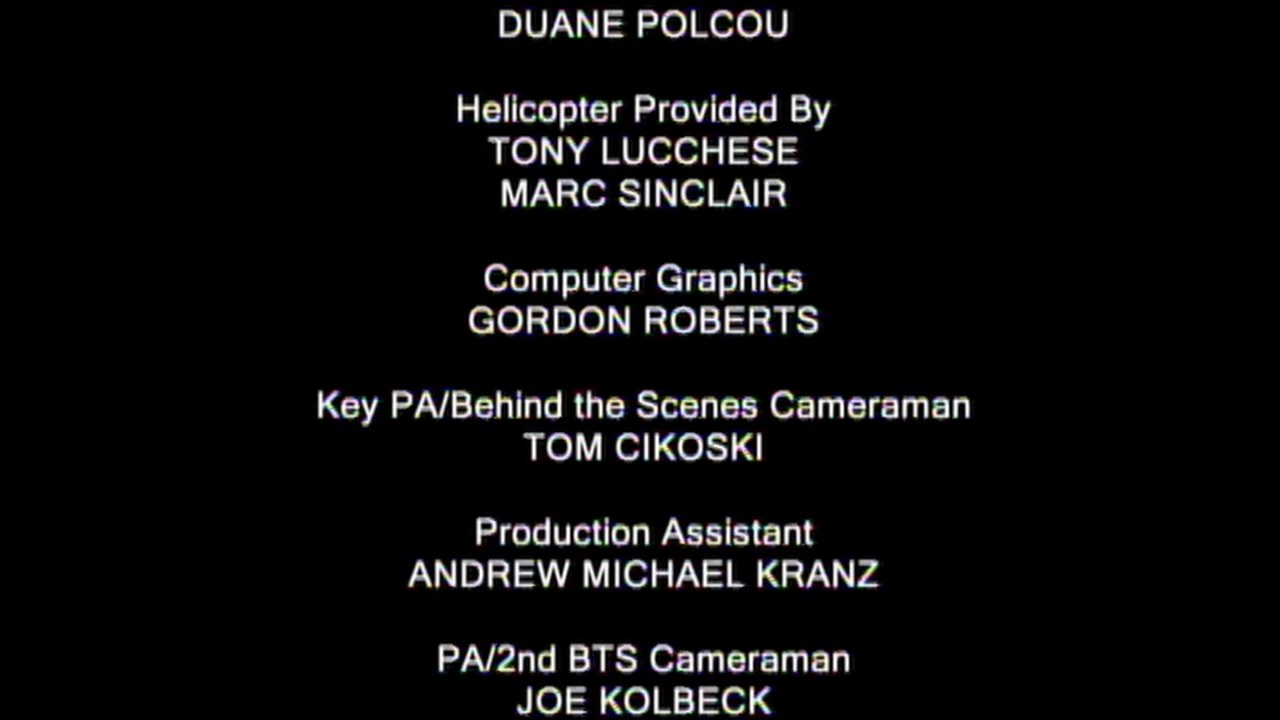 DUANE POLCOU
Helicopter Provided By
TONY LUCCHESE
MARC SINCLAIR
Computer Graphics
GORDON ROBERTS
Key PA/Behind the Scenes Cameraman
TOM CIKOSKI
Production Assistant
ANDREW MICHAEL KRANZ
PA/2nd BTS Cameraman
JOE KOLBECK